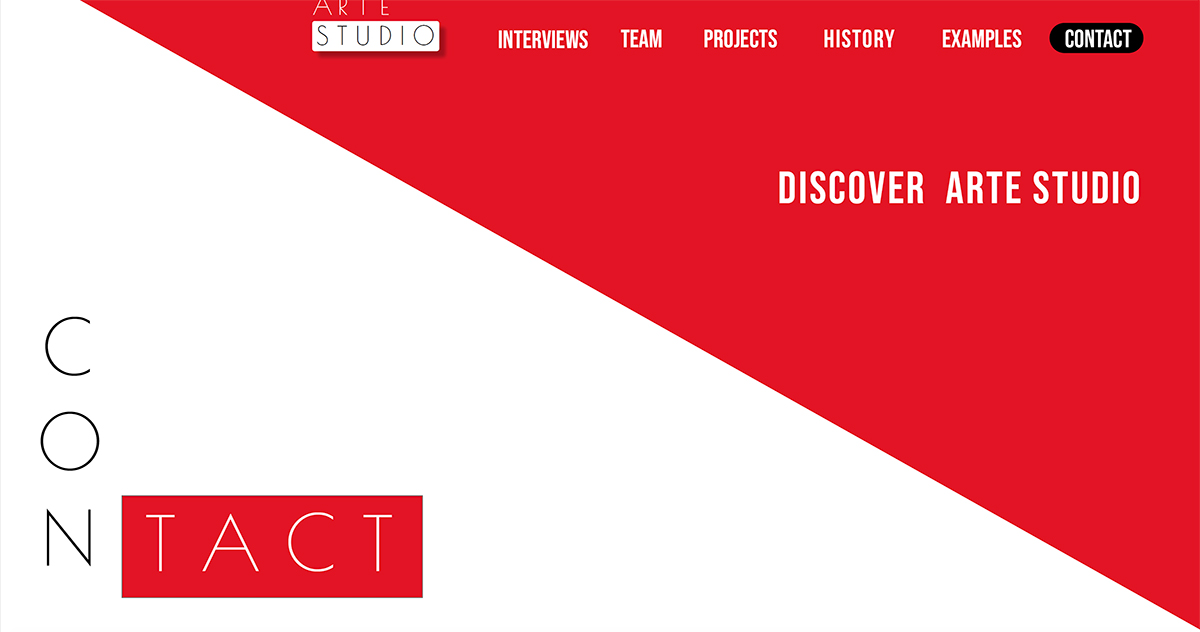 ARTE
STUDIO
INTERVIEWS TEAM PROJECTS HISTORY EXAMPLES CONTACT
DISCOVER ARTE STUDIO
C
O
N TACT